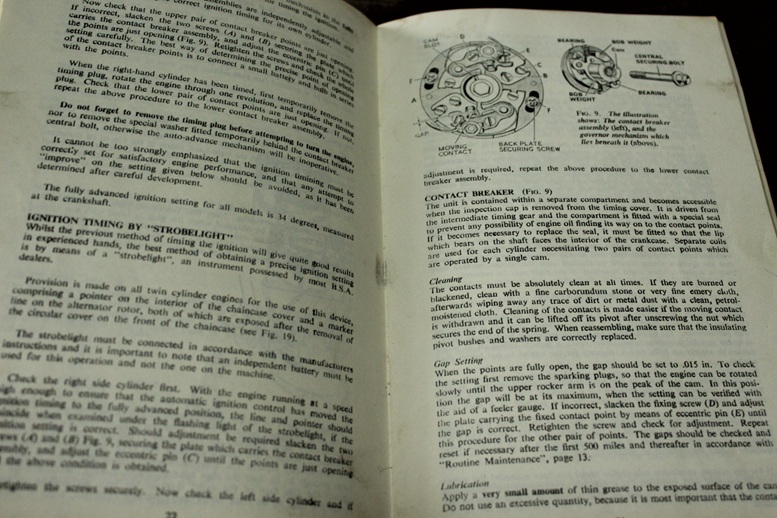 assemblies are independently adjustable and
correct ignition timing for its own cylinder.
Now check that the upper pair of contact breaker points are just opening.
If incorrect, slacken the two screws (A) and (B) securing the plate which
carries the contact breaker assembly, and adjust the eccentric pin (C) until
the points are just opening (Fig. 9). Retighten the screws and check the
setting carefully. The best way of determining the precise point of opening
of the contact breaker points is to connect a small battery and bulb in series
with the points.
When the right-hand cylinder has been timed, first temporarily remove the
timing plug, rotate the engine through one revolution, and replace the timing
plug. Check that the lower pair of contact points are just opening. If not,
repeat the above procedure to the lower contact breaker assembly.
Do not forget to remove the timing plug before attempting to turn the engine,
nor to remove the special washer fitted temporarily behind the contact breaker
central bolt, otherwise the auto-advance mechanism will be inoperative.
It cannot be too strongly emphasized that the ignition timining must be
correctly set for satisfactory engine performance, and that any attempt to
"improve" on the setting given below should be avoided, as it has been
determined after careful development.
The fully advanced ignition setting for all models is 34 degrees, measured
at the crankshaft.
IGNITION TIMING BY "STROBELIGHT"
Whilst the previous method of timing the ignition will give quite good results
in experienced hands, the best method of obtaining a precise ignition setting
is by means of a "strobelight", an instrument possessed by most B.S.A.
dealers.
Provision is made on all twin cylinder engines for the use of this device,
comprising a pointer on the interior of the chaincase cover and a marker
line on the alternator rotor, both of which are exposed after the removal of
the circular cover on the front of the chaincase (see Fig. 19).
The strobelight must be connected in accordance with the manufacturers
instructions and it is important to note that an independent battery must be
used for this operation and not the one on the machine.
Check the right side cylinder first. With the engine running at a speed
high enough to ensure that the automatic ignition control has moved the
ignition timing to the fully advanced position, the line and pointer should
coincide when examined under the flashing light of the strobelight, if the
ignition setting is correct. Should adjustment be required slacken the two
screws (A) and (B) Fig. 9, securing the plate which carries the contact breaker
assembly, and adjust the eccentric pin (C) until the points are just opening
and the above condition is obtained.
Retighten the screws securely. Now check the left side cylinder and if
CAM
SLOT
D
E
C
F
B
A
F
GAP
MOVING
CONTACT
BACK PLATE
SECURING SCREW
BEARING
BOB WEIGHT
CAM
CENTRAL
SECURING BOLT
BOB
WEIGHT
BEARING
FIG. 9. The illustration
shows: The contact breaker
assembly (left), and the
governor mechanism which
lies beneath it (above).
adjustment is required, repeat the above procedure to the lower contact
breaker assembly.
CONTACT BREAKER (FIG. 9)
The unit is contained within a separate compartment and becomes accessible
when the inspection cap is removed from the timing cover. It is driven from
the intermediate timing gear and the compartment is fitted with a special seal
to prevent any possibility of engine oil finding its way on to the contact points.
If it becomes necessary to replace the seal, it must be fitted so that the lip
which bears on the shaft faces the interior of the crankcase. Separate coils
are used for each cylinder necessitating two pairs of contact points which
are operated by a single cam.
Cleaning
The contacts must be absolutely clean at all times. If they are burned or
blackened, clean with a fine carborundum stone or very fine emery cloth,
afterwards wiping away any trace of dirt or metal dust with a clean, petrol-
moistened cloth. Cleaning of the contacts is made easier if the moving contact
is withdrawn and it can be lifted off its pivot after unscrewing the nut which
secures the end of the spring. When reassembling, make sure that the insulating
pivot bushes and washers are correctly replaced.
Gap Setting
When the points are fully open, the gap should be set to .015 in. To check
the setting first remove the sparking plugs, so that the engine can be rotated
slowly until the upper rocker arm is on the peak of the cam. In this posi-
tion the gap will be at its maximum, when the setting can be verified with
the aid of a feeler gauge. If incorrect, slacken the fixing screw (D) and adjust
the plate carrying the fixed contact point by means of eccentric pin (E) until
the gap is correct. Retighten the screw and check for adjustment. Repeat
this procedure for the other pair of points. The gaps should be checked and
reset if necessary after the first 500 miles and thereafter in accordance with
"Routine Maintenance", page 13.
Lubrication
Apply a very small amount of thin grease to the exposed surface of the cam
Do not use an excessive quantity, because it is most important that the conta